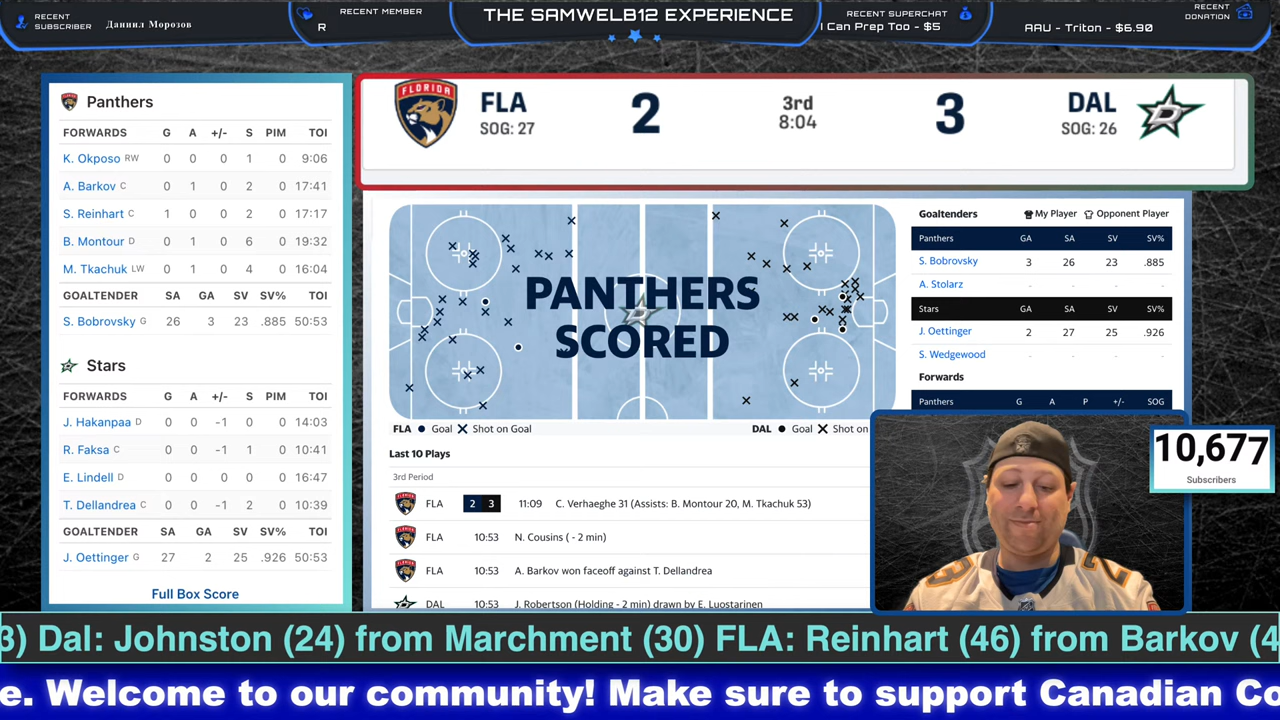 RECENT SUBSCRIBER
Даниил Морозов
RECENT MEMBER
R
THE SAMWELB12 EXPERIENCE
RECENT SUPERCHAT
I Can Prep Too - $5
RECENT DONATION
AAU - Triton - $6.90
Panthers
FORWARDS G A +/- S PIM TOI
K. Okposo RW 0 0 0 1 0 9:06
A. Barkov C 0 1 0 2 0 17:41
S. Reinhart C 1 0 0 2 0 17:17
B. Montour D 0 1 0 6 0 19:32
M. Tkachuk LW 0 1 0 4 0 16:04
GOALTENDER SA GA SV SV% TOI
S. Bobrovsky G 26 3 23 .885 50:53
Stars
FORWARDS G A +/- S PIM TOI
J. Hakanpaa D 0 0 -1 0 0 14:03
R. Faksa C 0 0 -1 1 0 10:41
E. Lindell D 0 0 0 0 0 16:47
T. Dellandrea C 0 0 -1 2 0 10:39
GOALTENDER SA GA SV SV% TOI
J. Oettinger G 27 2 25 .926 50:53
Full Box Score
FLORIDA
FLA
SOG: 27
2
3rd
8:04
3
DAL
SOG: 26
PANTHERS
SCORED
FLA Goal Shot on Goal
DAL Goal Shot on
Goaltenders My Player Opponent Player
Panthers GA SA SV SV%
S. Bobrovsky 3 26 23 .885
A. Stolarz - - - -
Stars GA SA SV SV%
J. Oettinger 2 27 25 .926
S. Wedgewood - - - -
Forwards
Panthers G A P +/- SOG
Last 10 Plays
3rd Period
FLA 2 3 11:09 C. Verhaeghe 31 (Assists: B. Montour 20, M. Tkachuk 53)
FLA 10:53 N. Cousins ( - 2 min)
FLA 10:53 A. Barkov won faceoff against T. Dellandrea
DAL 10:53 J. Robertson (Holding - 2 min) drawn by E. Luostarinen
10,677
Subscribers
3) Dal: Johnston (24) from Marchment (30) FLA: Reinhart (46) from Barkov (4
e. Welcome to our community! Make sure to support Canadian Co